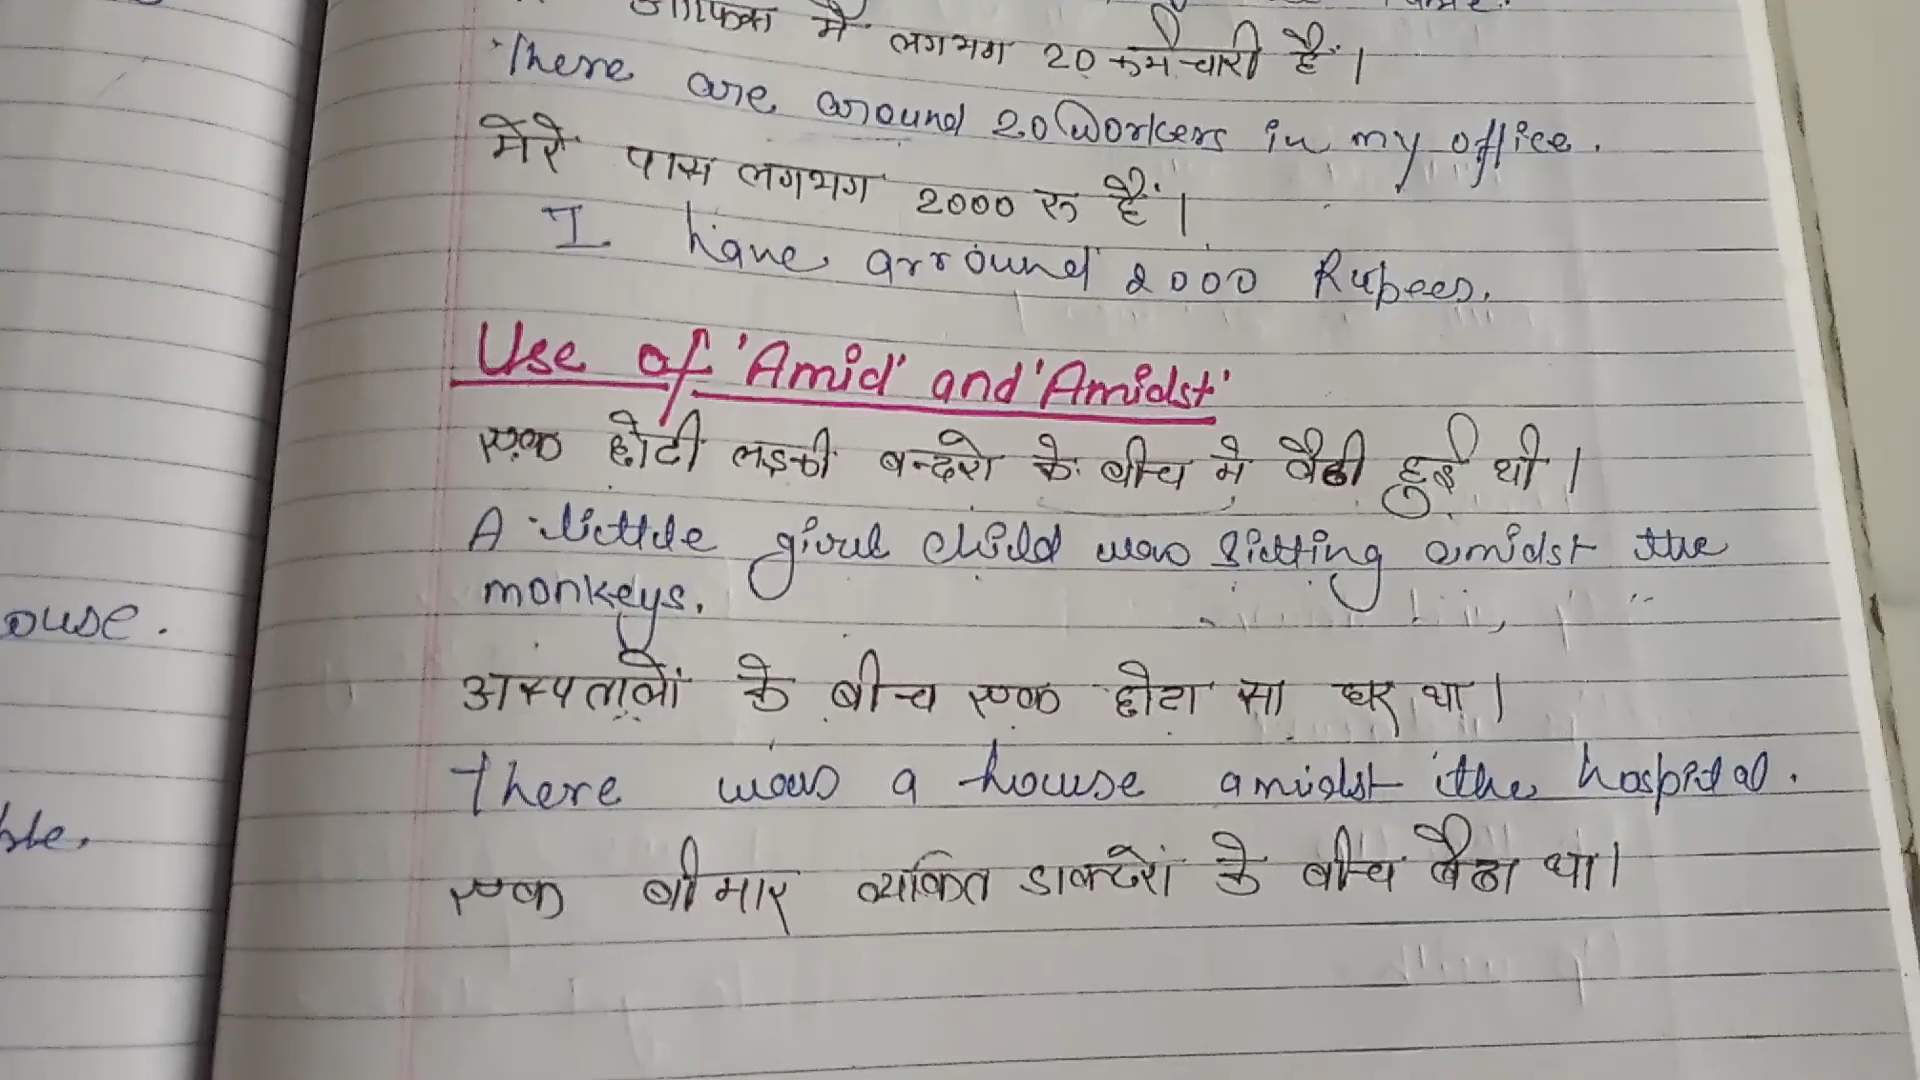 में लगभग 20 कर्मचारी हैं।
There are around 20 Workers in my office.
मेरे पास लगभग 2000 रु हैं।
I have arround 2000 Rupees.
Use of 'Amid' and 'Amidst'
एक छोटी लड़की बन्दरो के बीच मे बैठी हुई थी।
A little girl child was sitting amidst the
monkeys.
ouse.
अस्पतालों के बीच एक छोटा सा घर था।
There was a house amidst the hospital.
ble.
एक बीमार व्यक्ति डाक्टरों के बीच बैठा था।